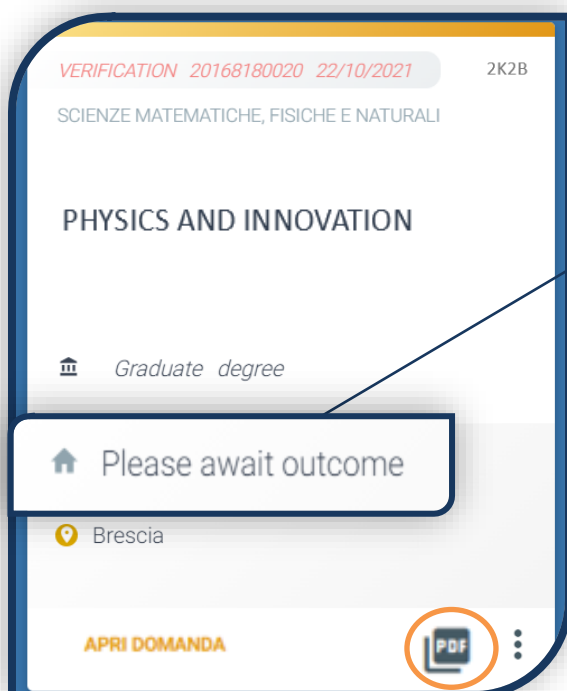 VERIFICATION 20168180020 22/10/2021 2K2B
SCIENZE MATEMATICHE, FISICHE E NATURALI
PHYSICS AND INNOVATION
Graduate degree
Please await outcome
Brescia
APRI DOMANDA PDF